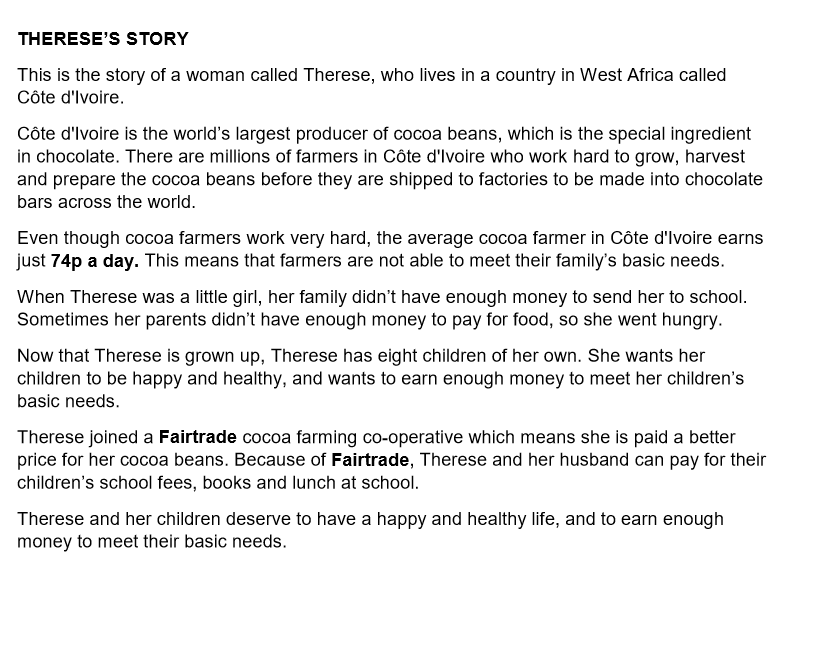 THERESE’S STORY
This is the story of a woman called Therese, who lives in a country in West Africa called
Côte d'Ivoire.
Côte d'Ivoire is the world’s largest producer of cocoa beans, which is the special ingredient
in chocolate. There are millions of farmers in Côte d'Ivoire who work hard to grow, harvest
and prepare the cocoa beans before they are shipped to factories to be made into chocolate
bars across the world.
Even though cocoa farmers work very hard, the average cocoa farmer in Côte d'Ivoire earns
just 74p a day. This means that farmers are not able to meet their family’s basic needs.
When Therese was a little girl, her family didn’t have enough money to send her to school.
Sometimes her parents didn’t have enough money to pay for food, so she went hungry.
Now that Therese is grown up, Therese has eight children of her own. She wants her
children to be happy and healthy, and wants to earn enough money to meet her children’s
basic needs.
Therese joined a Fairtrade cocoa farming co-operative which means she is paid a better
price for her cocoa beans. Because of Fairtrade, Therese and her husband can pay for their
children’s school fees, books and lunch at school.
Therese and her children deserve to have a happy and healthy life, and to earn enough
money to meet their basic needs.